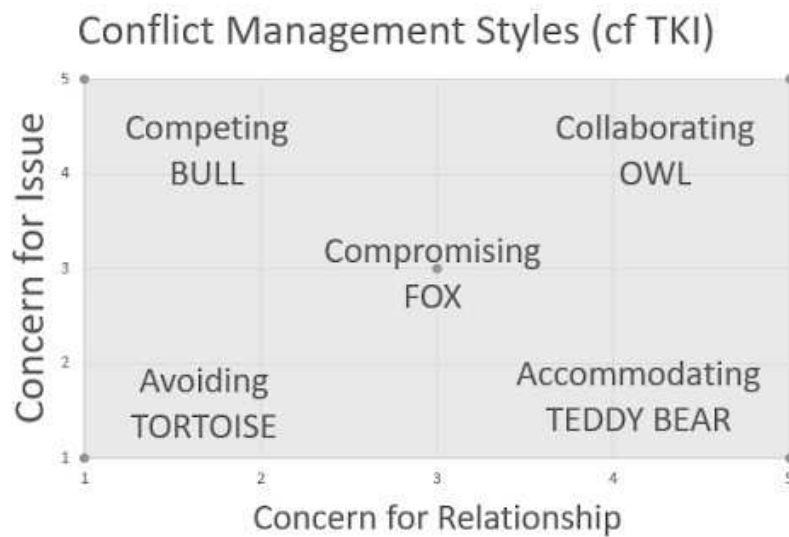 Conflict Management Styles (cf TKI)
Concern for Issue
5
4
3
2
1
Competing
BULL
Collaborating
OWL
Compromising
FOX
Avoiding
TORTOISE
Accommodating
TEDDY BEAR
1 2 3 4 5
Concern for Relationship